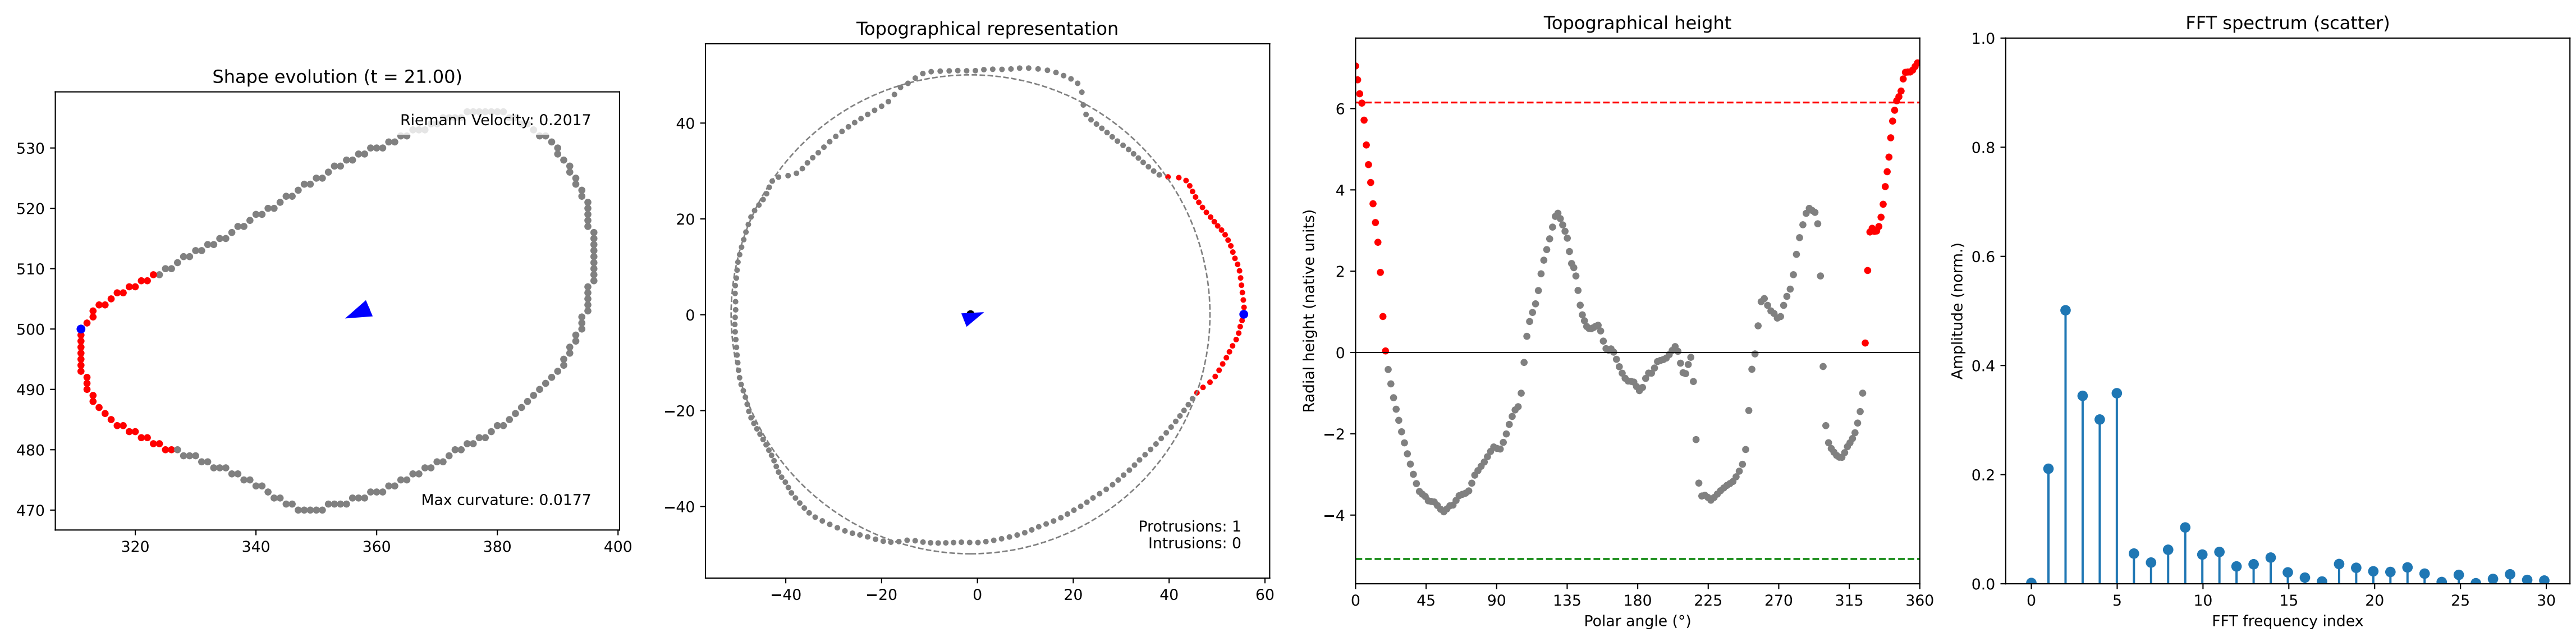 Shape evolution (t = 21.00)
Riemann Velocity: 0.2017
Max curvature: 0.0177
530
520
510
500
490
480
470
320 340 360 380 400
Topographical representation
40
20
0
−20
−40
−40 −20 0 20 40 60
Protrusions: 1
Intrusions: 0
Topographical height
Radial height (native units)
6
4
2
0
−2
−4
0 45 90 135 180 225 270 315 360
Polar angle (°)
FFT spectrum (scatter)
Amplitude (norm.)
1.0
0.8
0.6
0.4
0.2
0.0
0 5 10 15 20 25 30
FFT frequency index